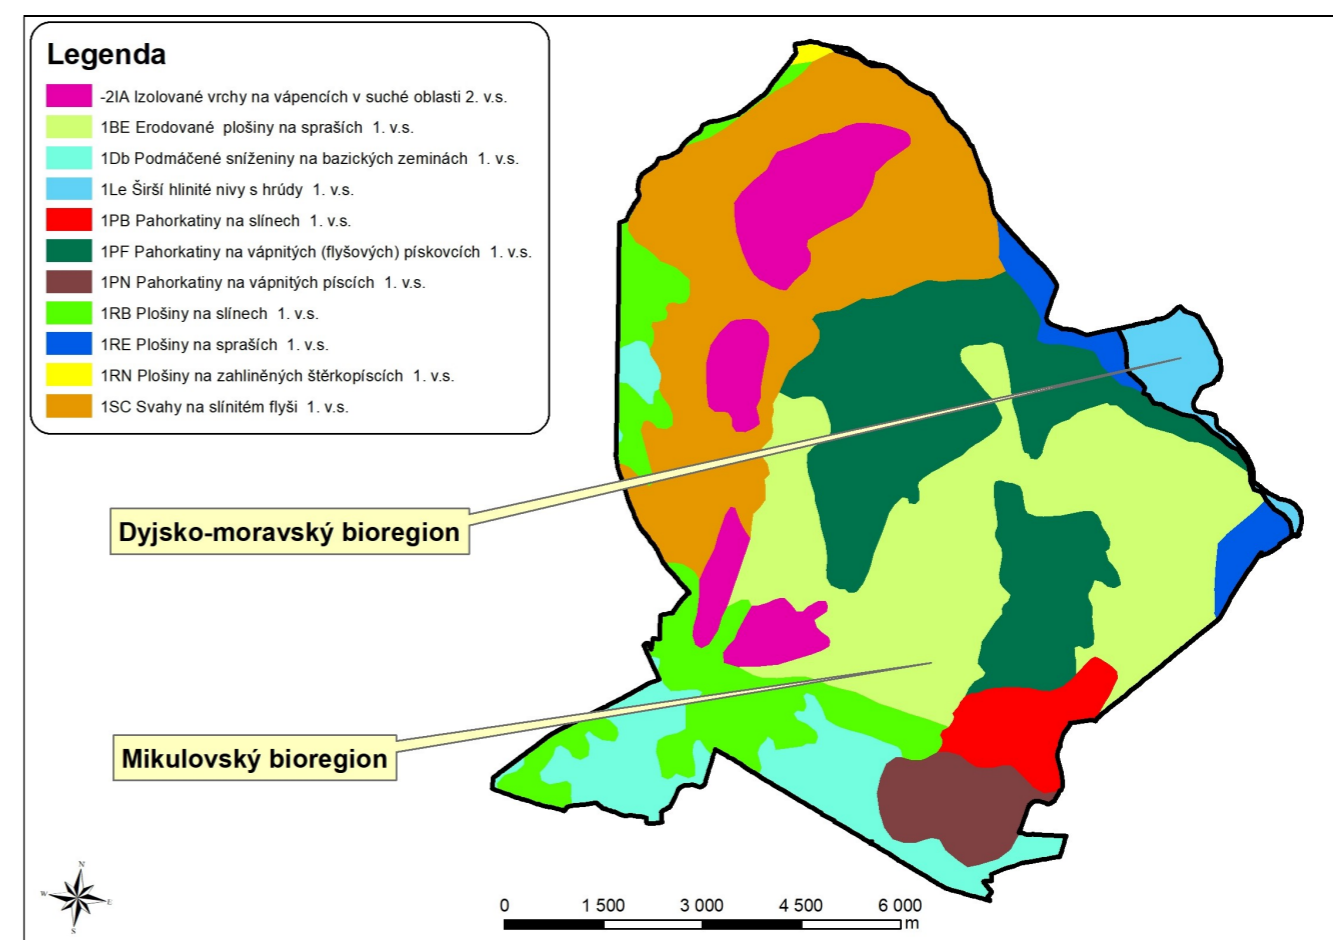 Legenda
-2IA Izolované vrchy na vápencích v suché oblasti 2. v.s.
1BE Erodované plošiny na spraších 1. v.s.
1Db Podmáčené sníženiny na bazických zeminách 1. v.s.
1Le Širší hlinité nivy s hrúdy 1. v.s.
1PB Pahorkatiny na slínech 1. v.s.
1PF Pahorkatiny na vápnitých (flyšových) pískovcích 1. v.s.
1PN Pahorkatiny na vápnitých píscích 1. v.s.
1RB Plošiny na slínech 1. v.s.
1RE Plošiny na spraších 1. v.s.
1RN Plošiny na zahliněných štěrkopíscích 1. v.s.
1SC Svahy na slínitém flyši 1. v.s.
Dyjsko-moravský bioregion
Mikulovský bioregion
N
W
E
S
0 1 500 3 000 4 500 6 000
m